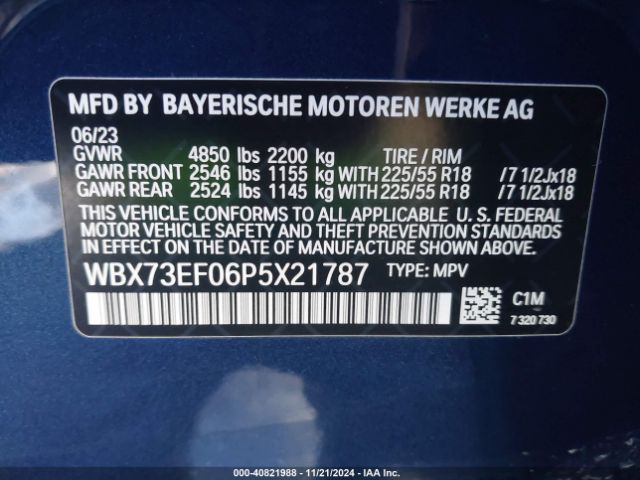 MFD BY BAYERISCHE MOTOREN WERKE AG
06/23
GVWR 4850 lbs 2200 kg TIRE / RIM
GAWR FRONT 2546 lbs 1155 kg WITH 225/55 R18 /7 1/2Jx18
GAWR REAR 2524 lbs 1145 kg WITH 225/55 R18 /7 1/2Jx18
THIS VEHICLE CONFORMS TO ALL APPLICABLE U. S. FEDERAL
MOTOR VEHICLE SAFETY AND THEFT PREVENTION STANDARDS
IN EFFECT ON THE DATE OF MANUFACTURE SHOWN ABOVE.
WBX73EF06P5X21787 TYPE: MPV
C1M
7 320 730
000-40821988 - 11/21/2024 - IAA Inc.